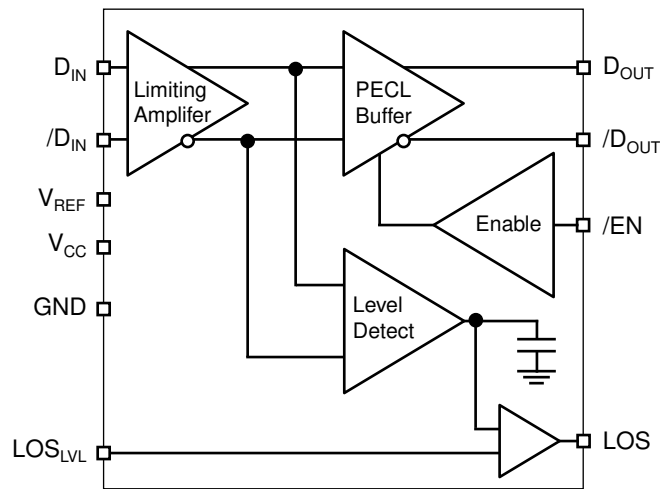 D_IN
Limiting
Amplifer
PECL
Buffer
D_OUT
/D_IN
/D_OUT
V_REF
V_CC
Enable
/EN
GND
Level
Detect
LOS_LVL
LOS